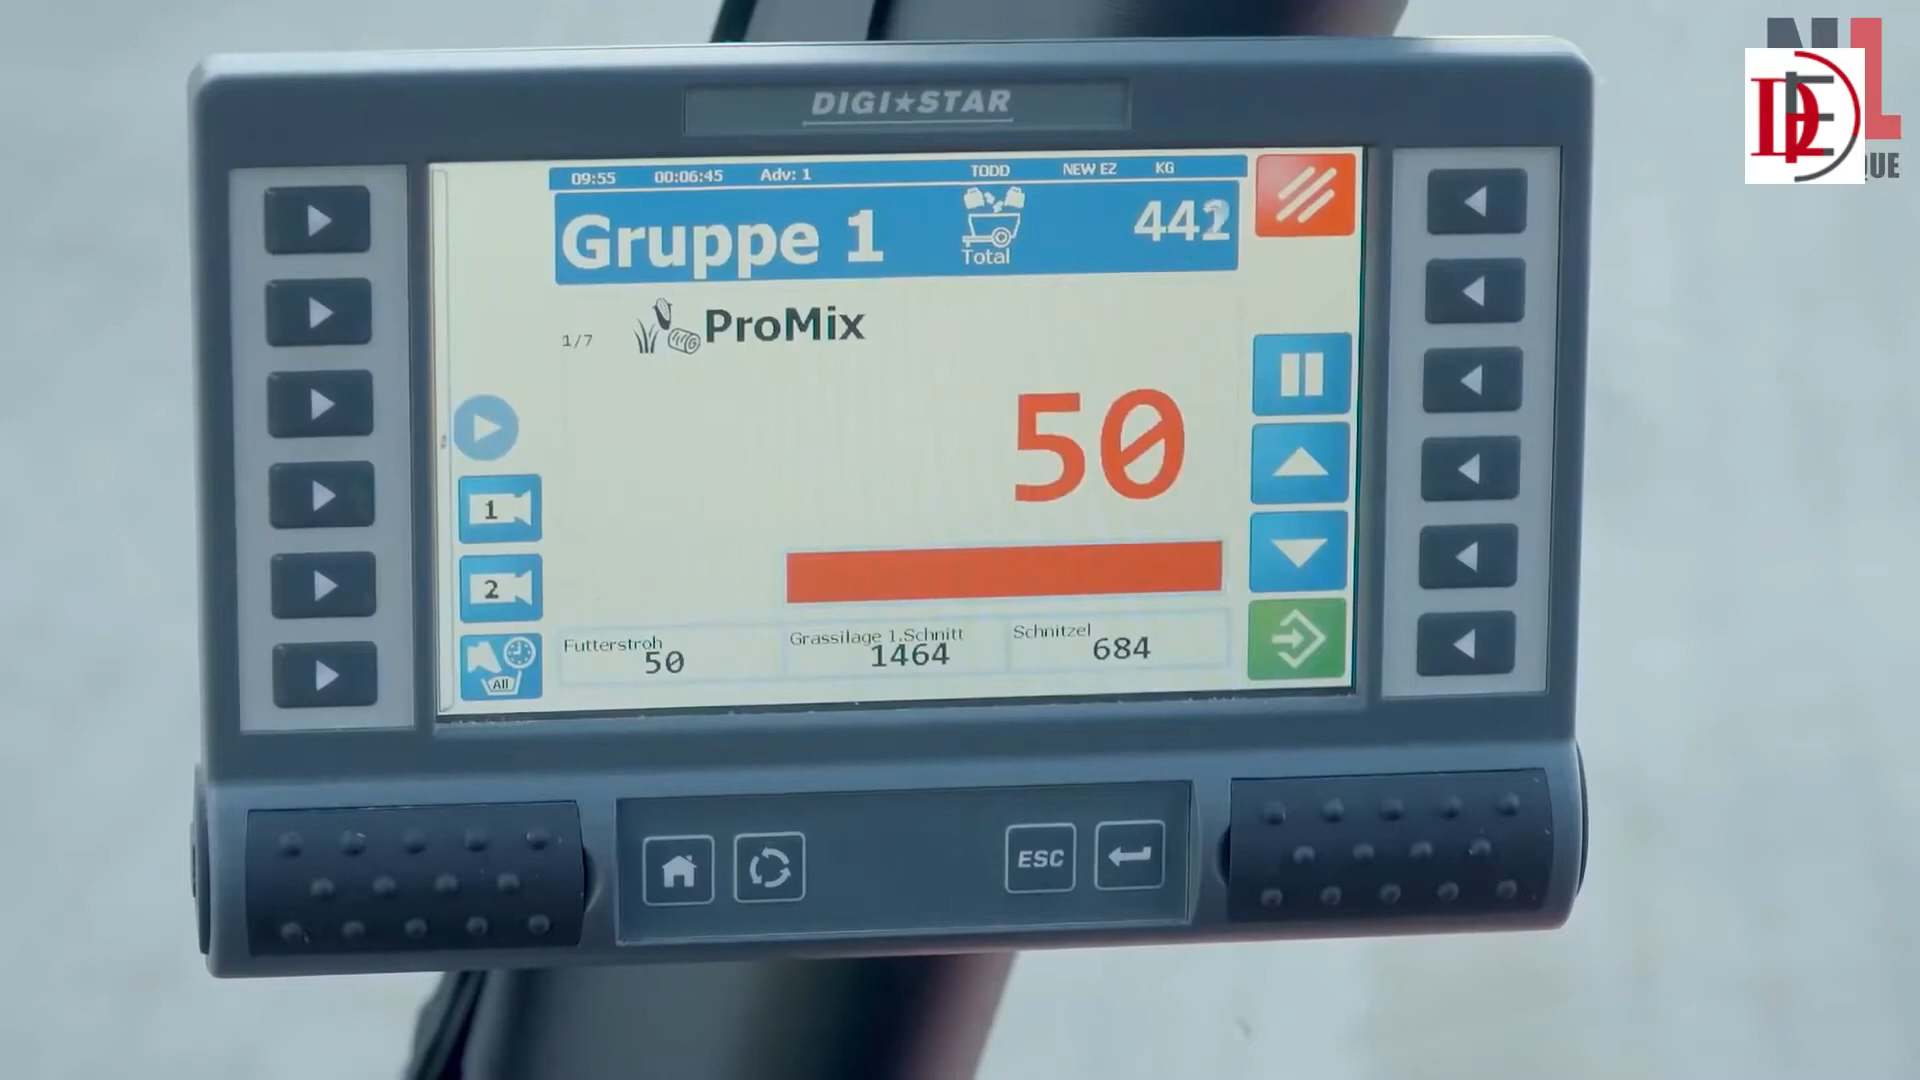 DIGI★STAR
09:55 00:06:45 Adv: 1 TODD NEW EZ KG
Gruppe 1
Total
1/7 ProMix
50
1
2
All
Futterstroh
50
Grassilage 1.Schnitt
1464
Schnitzel
684
ESC